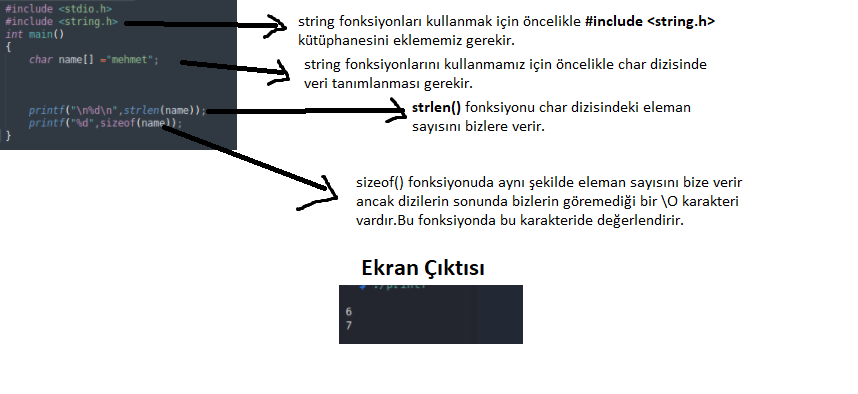 #include <stdio.h>
#include <string.h>
int main()
{
char name[] ="mehmet";
printf("\n%d\n",strlen(name));
printf("%d",sizeof(name));
}
string fonksiyonları kullanmak için öncelikle #include <string.h>
kütüphanesini eklememiz gerekir.
string fonksiyonlarını kullanmamız için öncelikle char dizisinde
veri tanımlanması gerekir.
strlen() fonksiyonu char dizisindeki eleman
sayısını bizlere verir.
sizeof() fonksiyonuda aynı şekilde eleman sayısını bize verir
ancak dizilerin sonunda bizlerin göremediği bir \O karakteri
vardır.Bu fonksiyonda bu karakteride değerlendirir.
Ekran Çıktısı
6
7